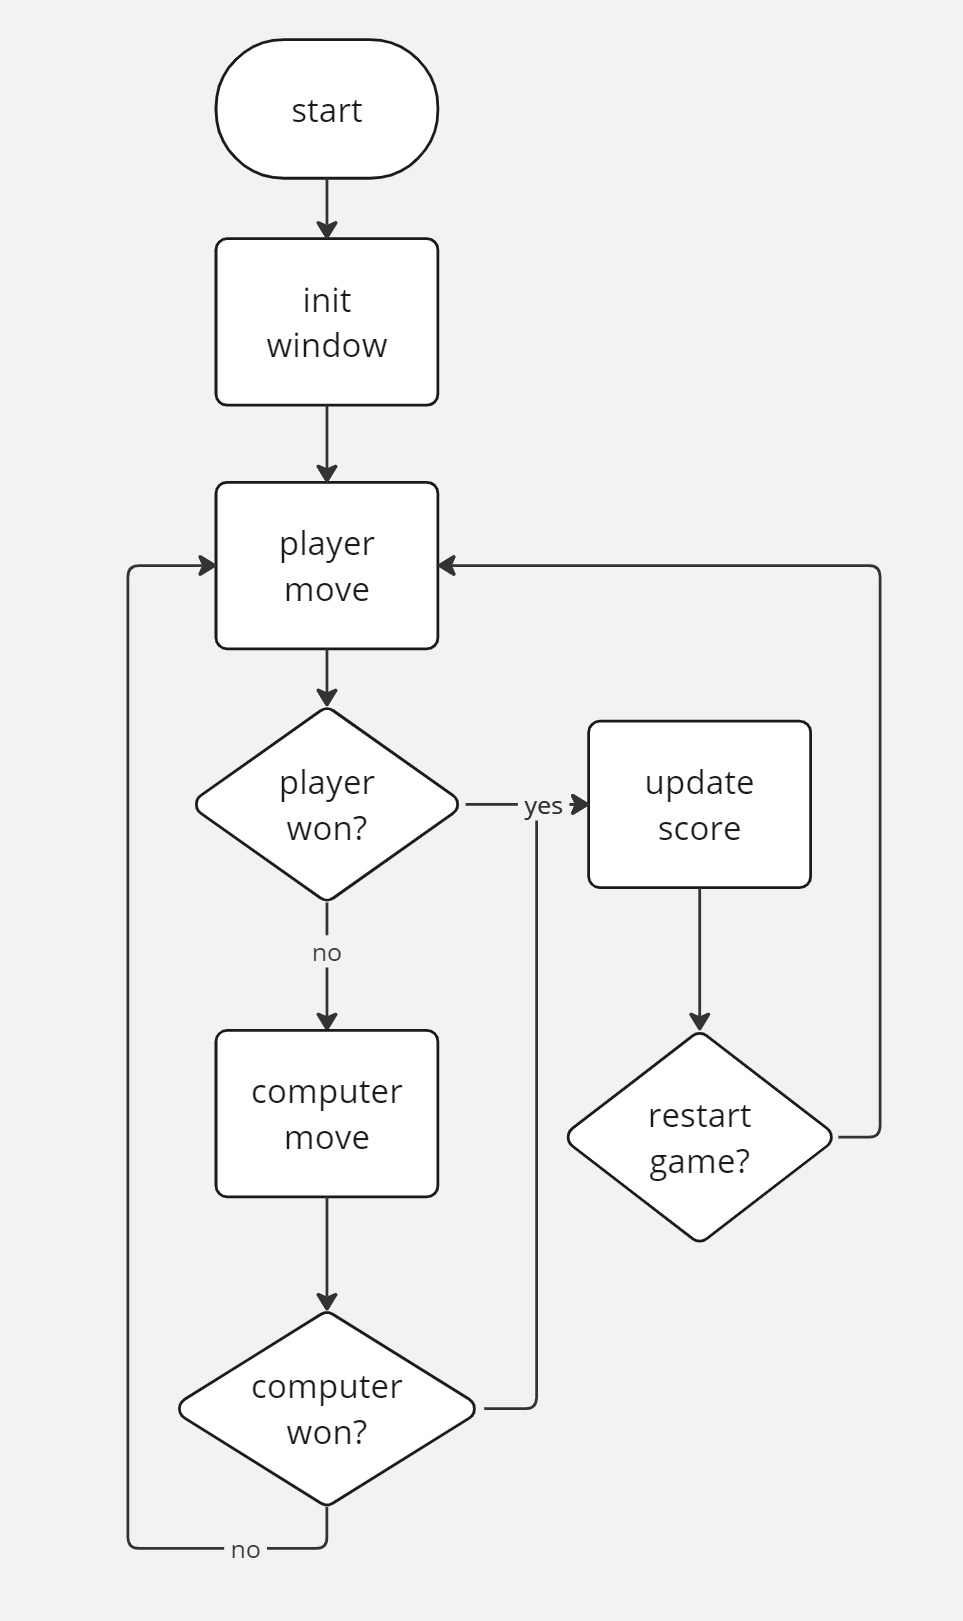 start
init
window
player
move
player
won?
yes
update
score
no
computer
move
restart
game?
computer
won?
no